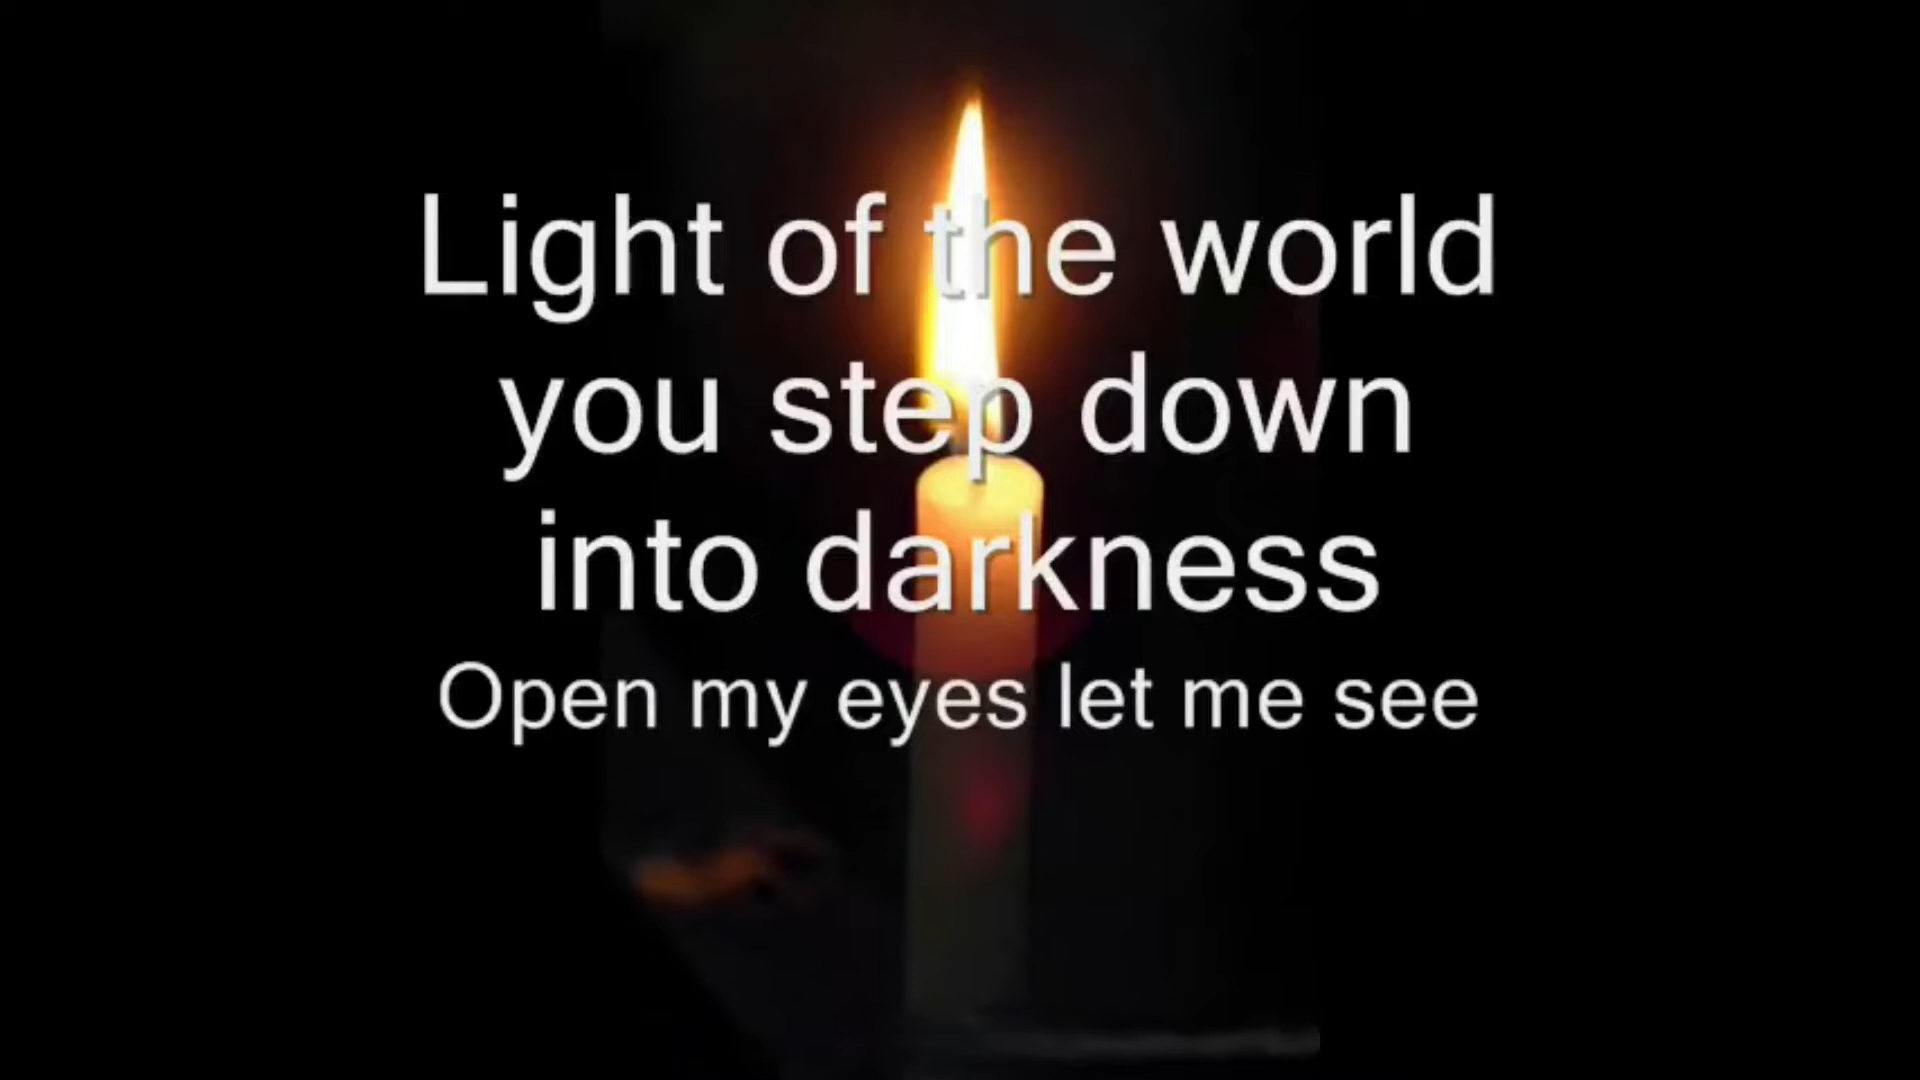 Light of the world
you step down
into darkness
Open my eyes let me see